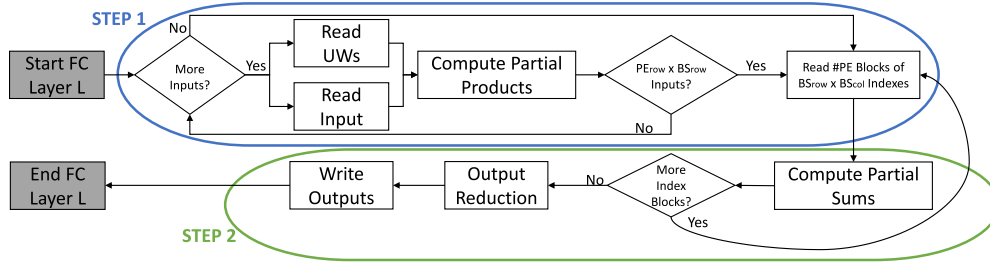 STEP 1
No
Start FC
Layer L
More
Inputs?
Yes
Read
UWs
Read
Input
Compute Partial
Products
PErow x BSrow
Inputs?
Yes
No
Read #PE Blocks of
BSrow x BScol Indexes
End FC
Layer L
Write
Outputs
Output
Reduction
No
More
Index
Blocks?
Yes
Compute Partial
Sums
STEP 2